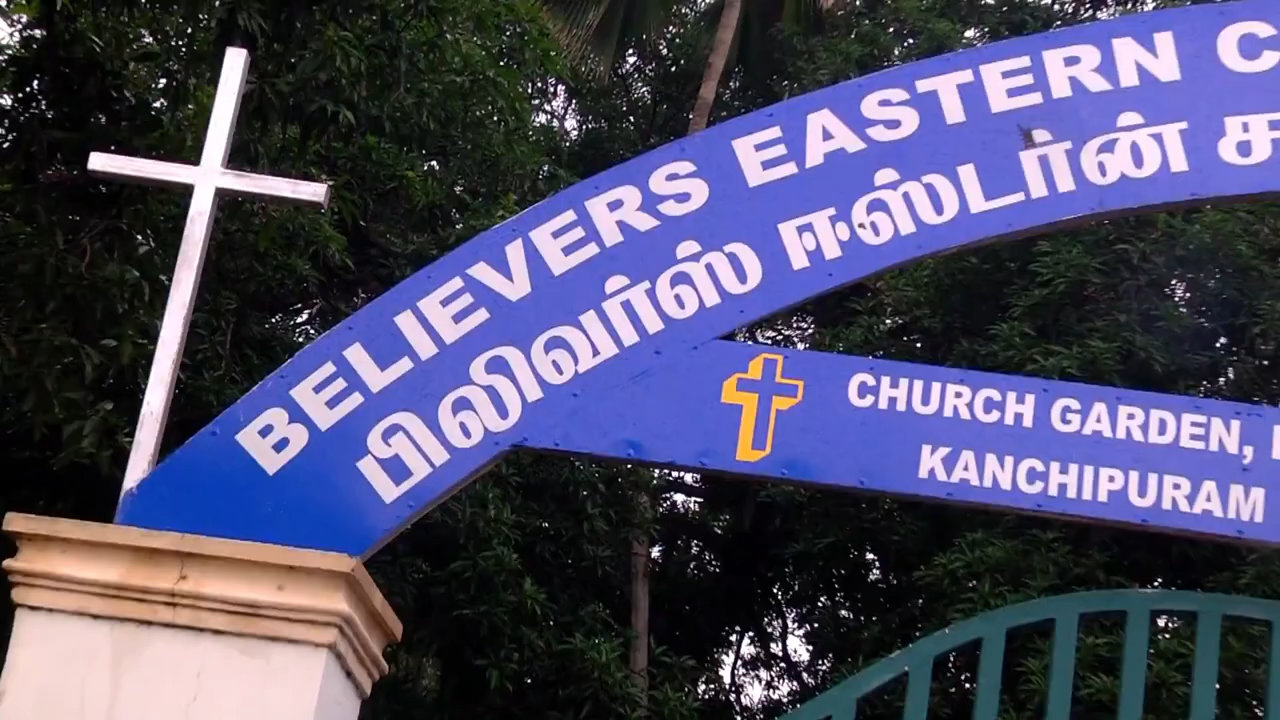 BELIEVERS EASTERN C
பிலிவர்ஸ் ஈஸ்டர்ன் ச
CHURCH GARDEN,
KANCHIPURAM